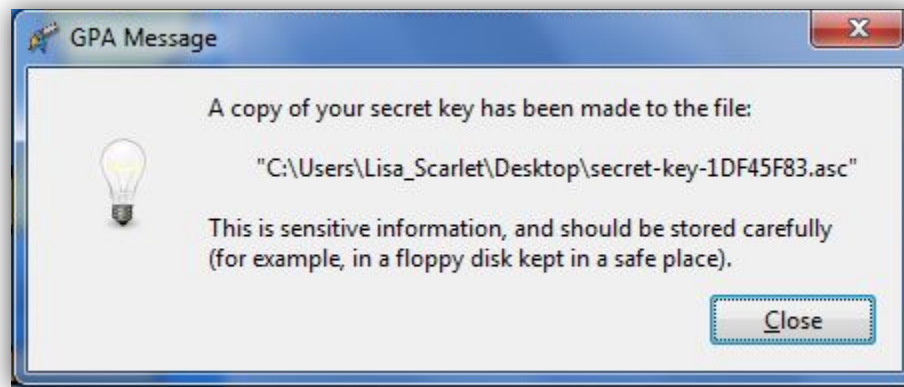 GPA Message
A copy of your secret key has been made to the file:
"C:\Users\Lisa_Scarlet\Desktop\secret-key-1DF45F83.asc"
This is sensitive information, and should be stored carefully
(for example, in a floppy disk kept in a safe place).
Close